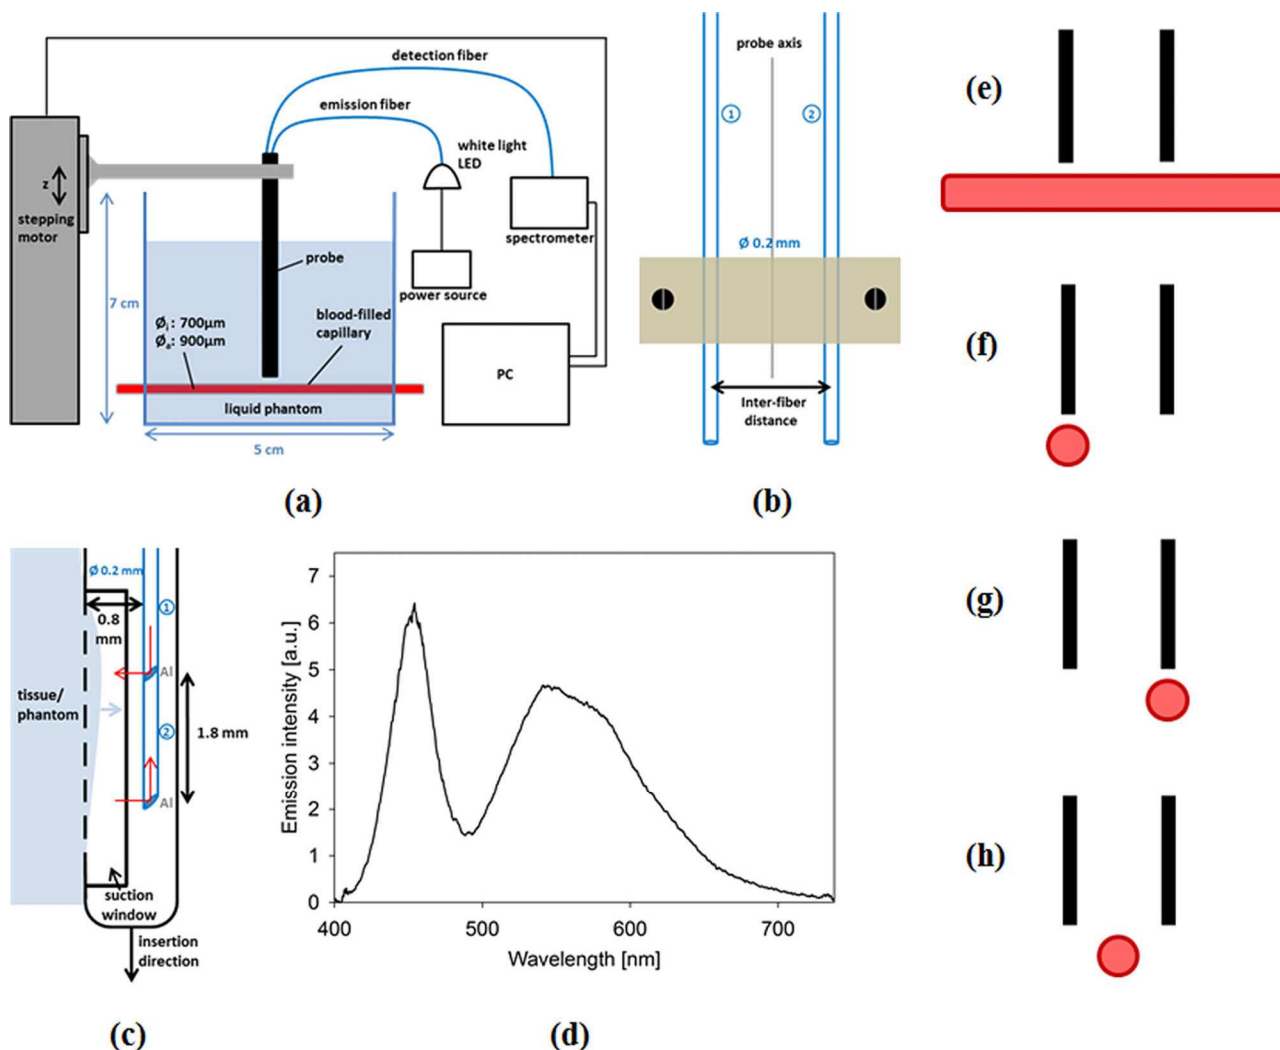 detection fiber
emission fiber
white light
LED
z
stepping
motor
spectrometer
probe
power source
7 cm
Øi: 700µm
Øa: 900µm
blood-filled
capillary
PC
liquid phantom
5 cm
(a)
probe axis
1
2
Ø 0.2 mm
Inter-fiber
distance
(b)
Ø 0.2 mm
1
0.8
mm
Al
tissue/
phantom
2
1.8 mm
Al
suction
window
insertion
direction
(c)
Emission intensity [a.u.]
7
6
5
4
3
2
1
0
400
500
600
700
Wavelength [nm]
(d)
(e)
(f)
(g)
(h)